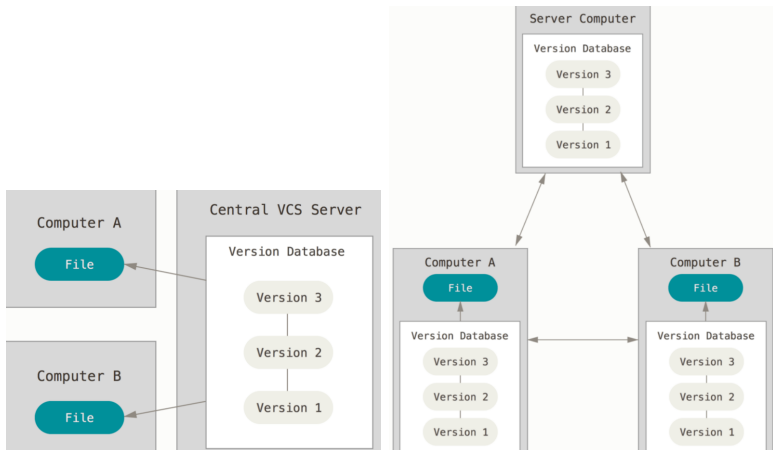 Computer A
File
Computer B
File
Central VCS Server
Version Database
Version 3
Version 2
Version 1
Server Computer
Version Database
Version 3
Version 2
Version 1
Computer A
File
Version Database
Version 3
Version 2
Version 1
Computer B
File
Version Database
Version 3
Version 2
Version 1